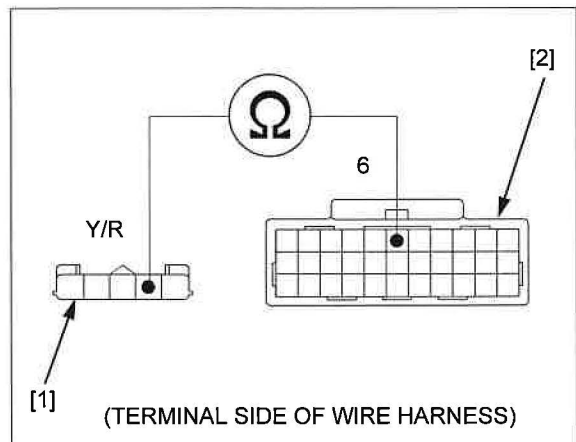 [2]
Ω
6
Y/R
[1]
(TERMINAL SIDE OF WIRE HARNESS)